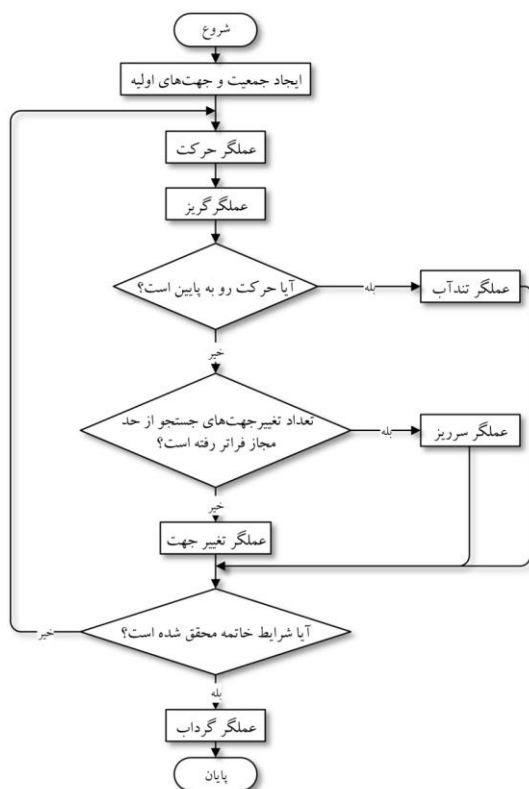 شروع
ایجاد جمعیت و جهت‌های اولیه
عملگر حرکت
عملگر گریز
آیا حرکت رو به پایین است؟
بله
عملگر تندآب
خیر
تعداد تغییرجهت‌های جستجو از حد
مجاز فراتر رفته است؟
بله
عملگر سرریز
خیر
عملگر تغییر جهت
آیا شرایط خاتمه محقق شده است؟
خیر
بله
عملگر گرداب
پایان